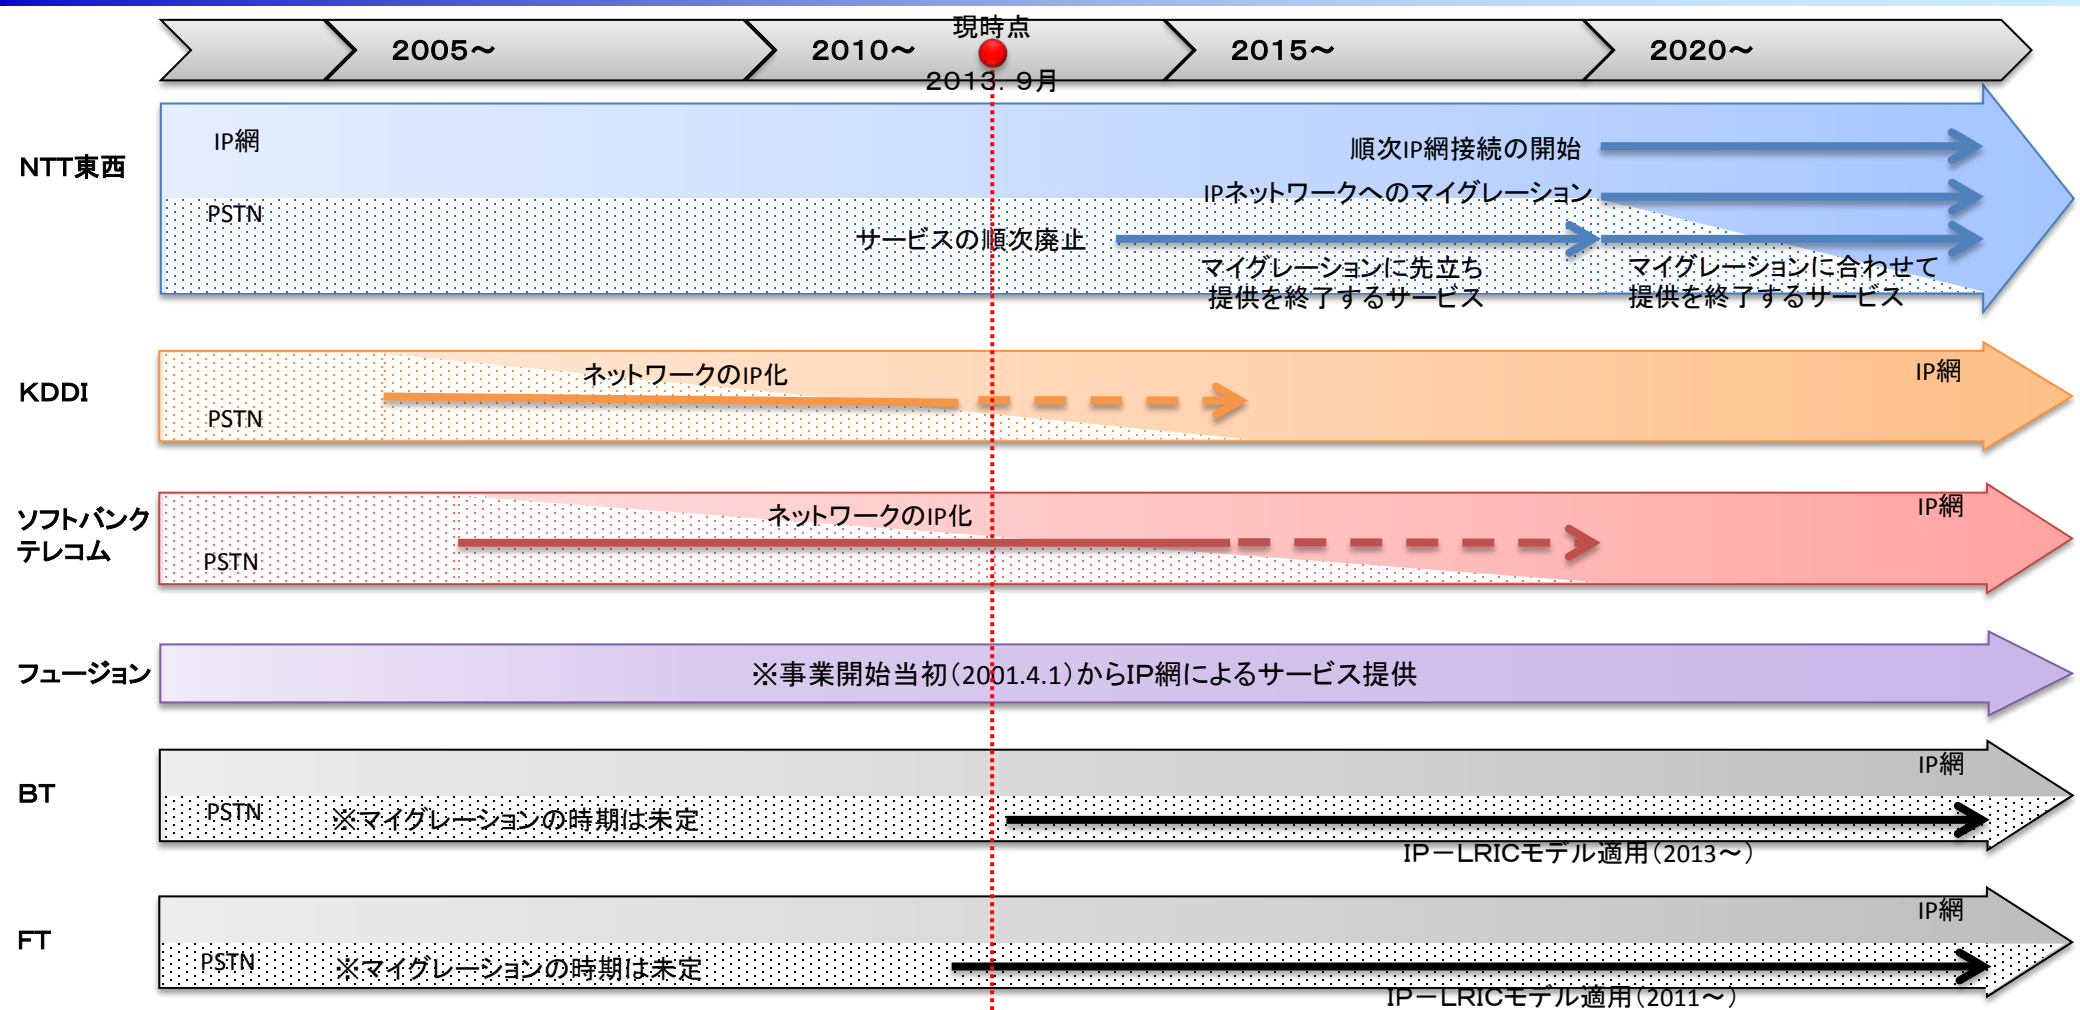 現時点
2005～
2010～
2015～
2020～
2013．9月
NTT東西
IP網
順次IP網接続の開始
IPネットワークへのマイグレーション
PSTN
サービスの順次廃止
マイグレーションに先立ち
提供を終了するサービス
マイグレーションに合わせて
提供を終了するサービス
KDDI
ネットワークのIP化
IP網
PSTN
ソフトバンク
テレコム
ネットワークのIP化
IP網
PSTN
フュージョン
※事業開始当初（2001.4.1）からIP網によるサービス提供
BT
IP網
PSTN
※マイグレーションの時期は未定
IP－LRICモデル適用（2013～）
FT
IP網
PSTN
※マイグレーションの時期は未定
IP－LRICモデル適用（2011～）